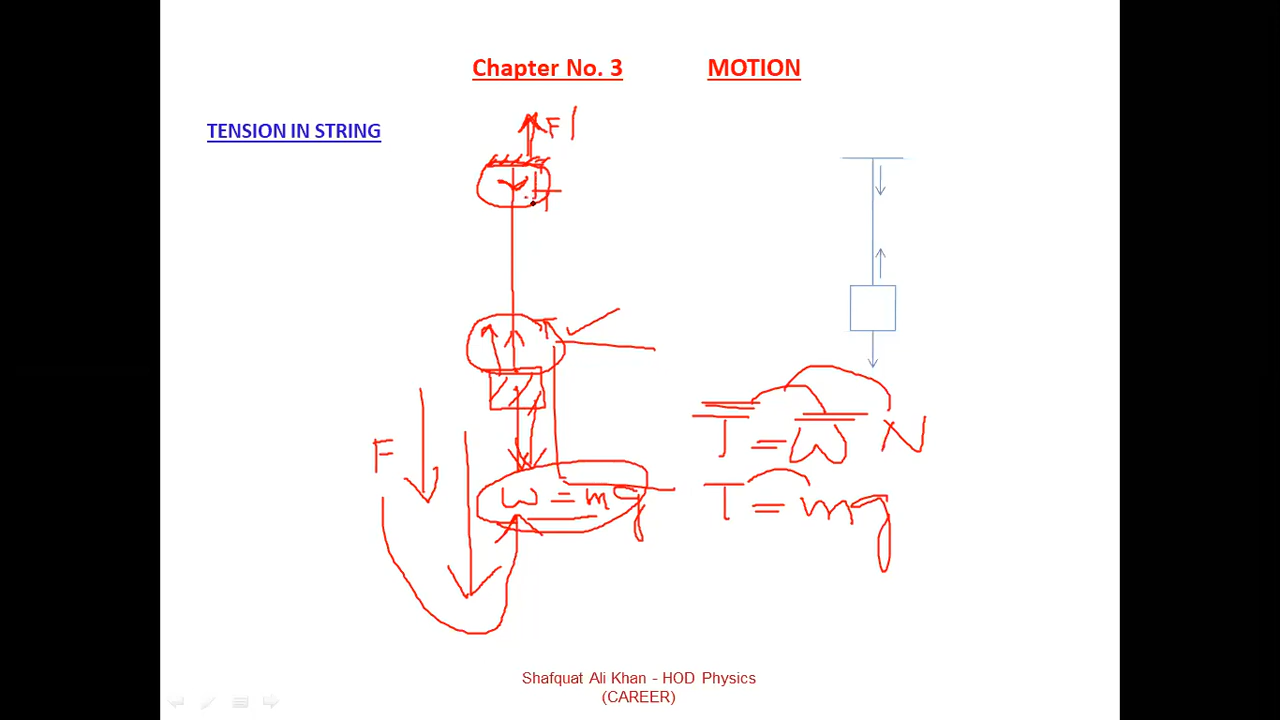 Chapter No. 3 MOTION
TENSION IN STRING
F
T
T
F
W = mg
T = W N
T = mg
Shafquat Ali Khan - HOD Physics
(CAREER)